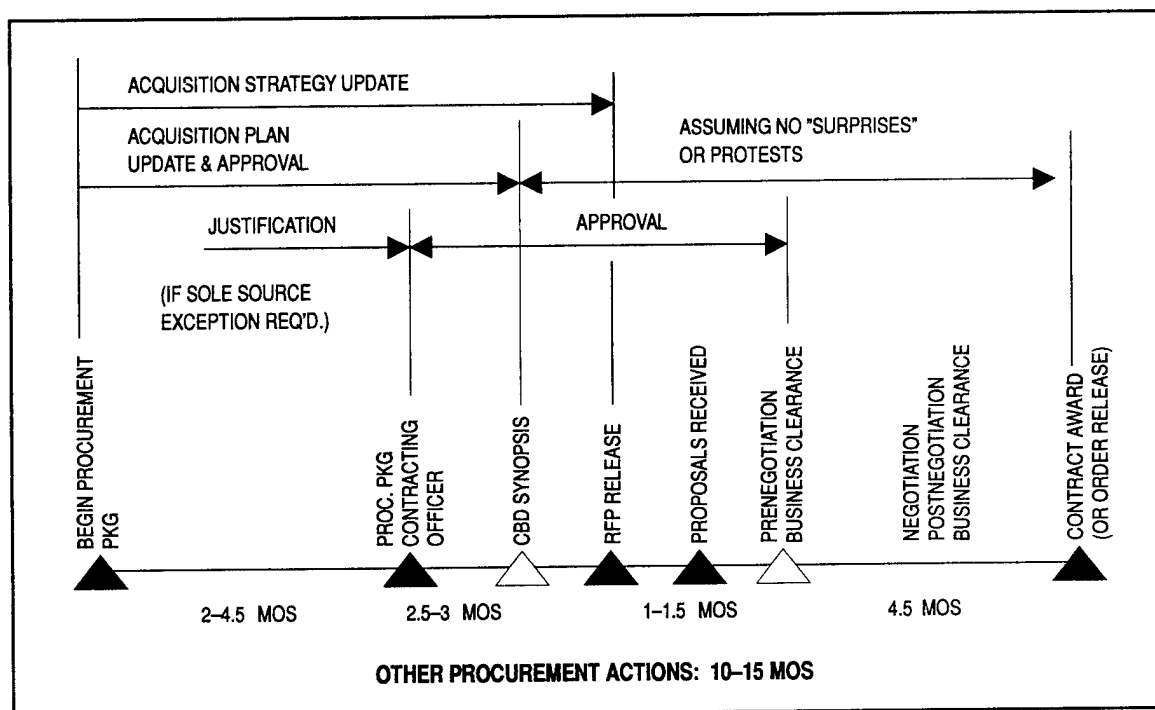 ACQUISITION STRATEGY UPDATE
ACQUISITION PLAN
UPDATE & APPROVAL
ASSUMING NO "SURPRISES"
OR PROTESTS
JUSTIFICATION
APPROVAL
(IF SOLE SOURCE
EXCEPTION REQ'D.)
BEGIN PROCUREMENT
PKG
PROC. PKG
CONTRACTING
OFFICER
CBD SYNOPSIS
RFP RELEASE
PROPOSALS RECEIVED
PRENEGOTIATION
BUSINESS CLEARANCE
NEGOTIATION
POSTNEGOTIATION
BUSINESS CLEARANCE
CONTRACT AWARD
(OR ORDER RELEASE)
2–4.5 MOS
2.5–3 MOS
1–1.5 MOS
4.5 MOS
OTHER PROCUREMENT ACTIONS: 10–15 MOS